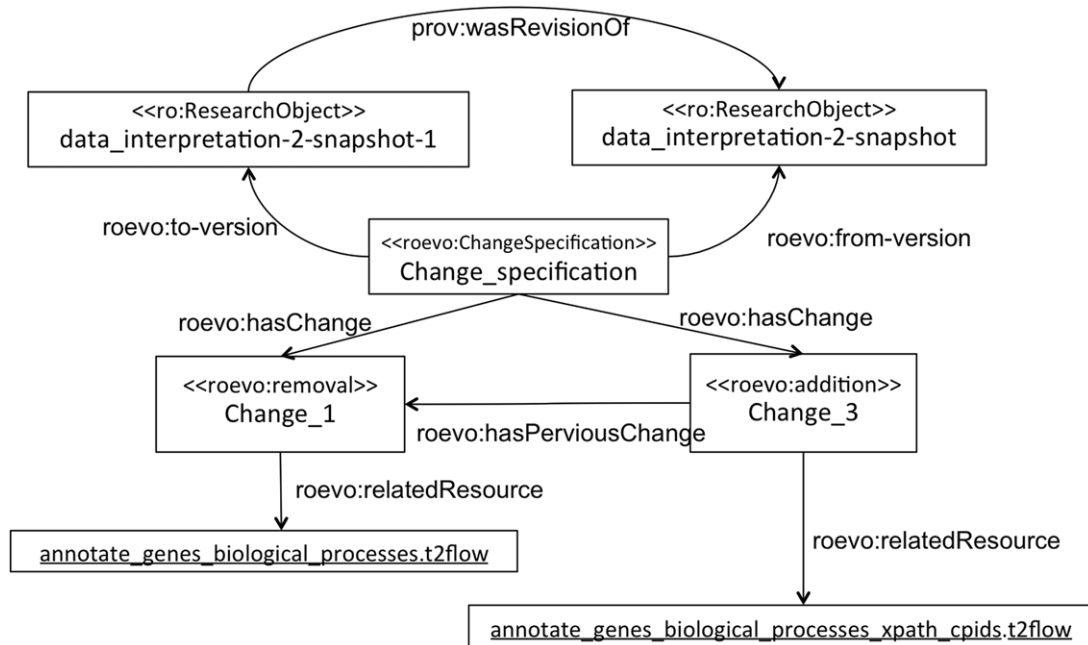 prov:wasRevisionOf
<<ro:ResearchObject>>
data_interpretation-2-snapshot-1
<<ro:ResearchObject>>
data_interpretation-2-snapshot
roevo:to-version
<<roevo:ChangeSpecification>>
Change_specification
roevo:from-version
roevo:hasChange
roevo:hasChange
<<roevo:removal>>
Change_1
<<roevo:addition>>
Change_3
roevo:hasPerviousChange
roevo:relatedResource
annotate_genes_biological_processes.t2flow
roevo:relatedResource
annotate_genes_biological_processes_xpath_cpids.t2flow